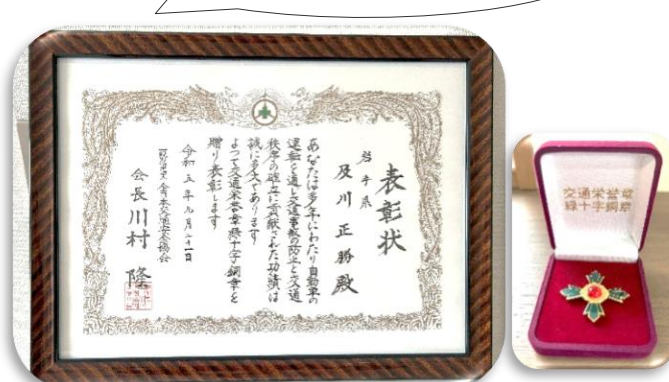 表彰状
岩手県
及川正勝殿
あなたは多年にわたり自動車の
運転を通じ交通事故の防止と交通
秩序の確立に貢献された功績は
誠に多大であります
よって交通栄誉章緑十字銅章を
贈り表彰します
令和五年九月二十一日
会長川村隆
交通栄誉章
緑十字銅章